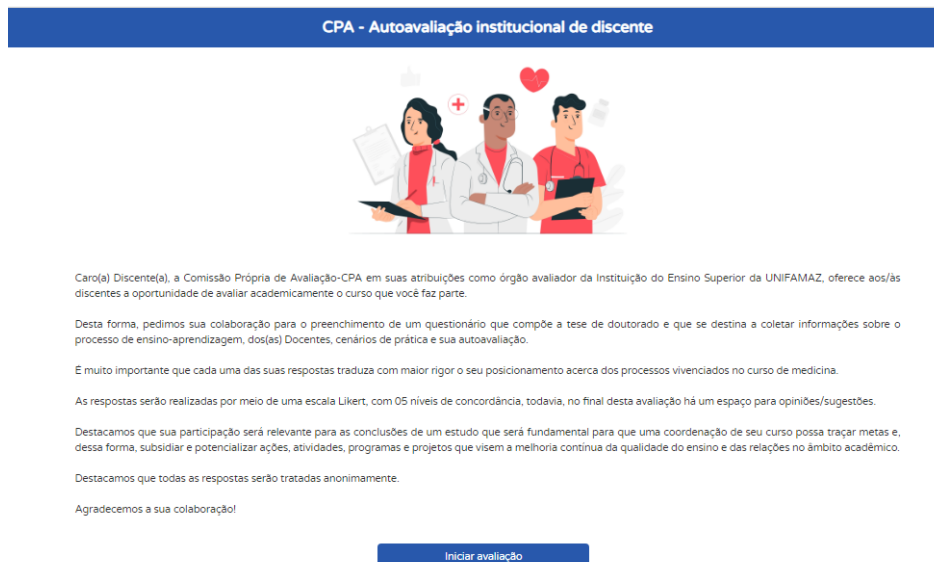 CPA - Autoavaliação institucional de discente
Caro(a) Discente(a), a Comissão Própria de Avaliação-CPA em suas atribuições como órgão avaliador da Instituição do Ensino Superior da UNIFAMAZ, oferece aos/às
discentes a oportunidade de avaliar academicamente o curso que você faz parte.
Desta forma, pedimos sua colaboração para o preenchimento de um questionário que compõe a tese de doutorado e que se destina a coletar informações sobre o
processo de ensino-aprendizagem, dos(as) Docentes, cenários de prática e sua autoavaliação.
É muito importante que cada uma das suas respostas traduza com maior rigor o seu posicionamento acerca dos processos vivenciados no curso de medicina.
As respostas serão realizadas por meio de uma escala Likert, com 05 níveis de concordância, todavia, no final desta avaliação há um espaço para opiniões/sugestões.
Destacamos que sua participação será relevante para as conclusões de um estudo que será fundamental para que uma coordenação de seu curso possa traçar metas e,
dessa forma, subsidiar e potencializar ações, atividades, programas e projetos que visem a melhoria contínua da qualidade do ensino e das relações no âmbito acadêmico.
Destacamos que todas as respostas serão tratadas anonimamente.
Agradecemos a sua colaboração!
Iniciar avaliação